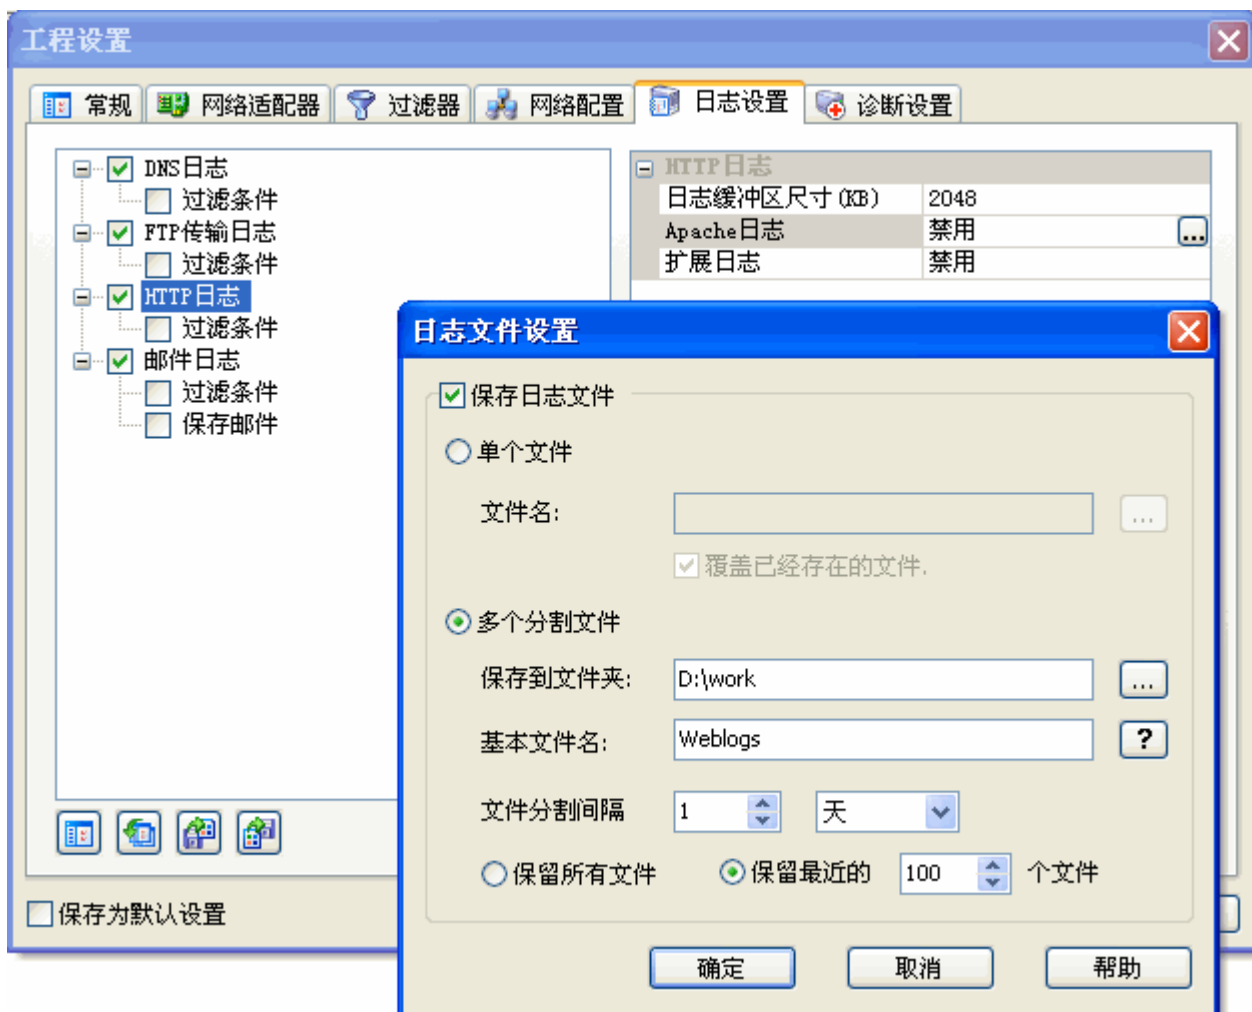 工程设置
常规 网络适配器 过滤器 网络配置 日志设置 诊断设置
DNS日志
过滤条件
FTP传输日志
过滤条件
HTTP日志
过滤条件
邮件日志
过滤条件
保存邮件
HTTP日志
日志缓冲区尺寸(KB) 2048
Apache日志 禁用 ...
扩展日志 禁用
保存为默认设置
日志文件设置
保存日志文件
单个文件
文件名: ...
覆盖已经存在的文件.
多个分割文件
保存到文件夹: D:\work ...
基本文件名: Weblogs ?
文件分割间隔 1 天
保留所有文件 保留最近的 100 个文件
确定 取消 帮助